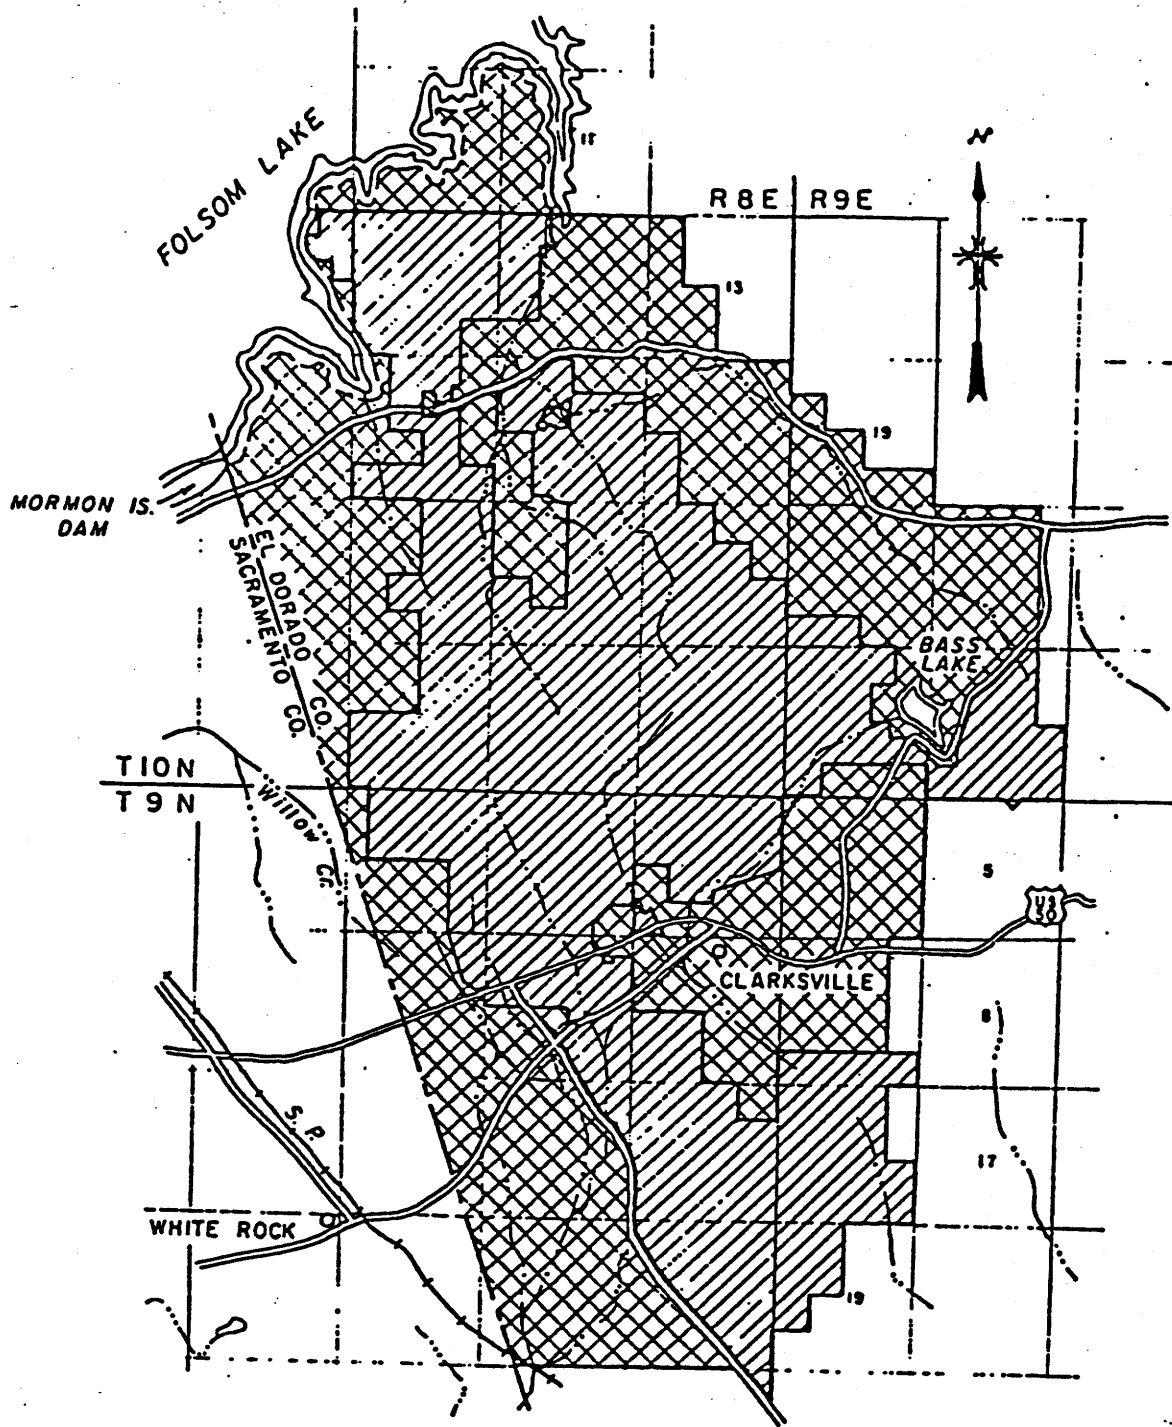 N
15
FOLSOM LAKE
R8E R9E
13
19
MORMON IS.
DAM
EL DORADO CO.
SACRAMENTO CO.
BASS
LAKE
T10N
T9N
Willow Cr.
5
US
50
CLARKSVILLE
8
S. P.
17
WHITE ROCK
19